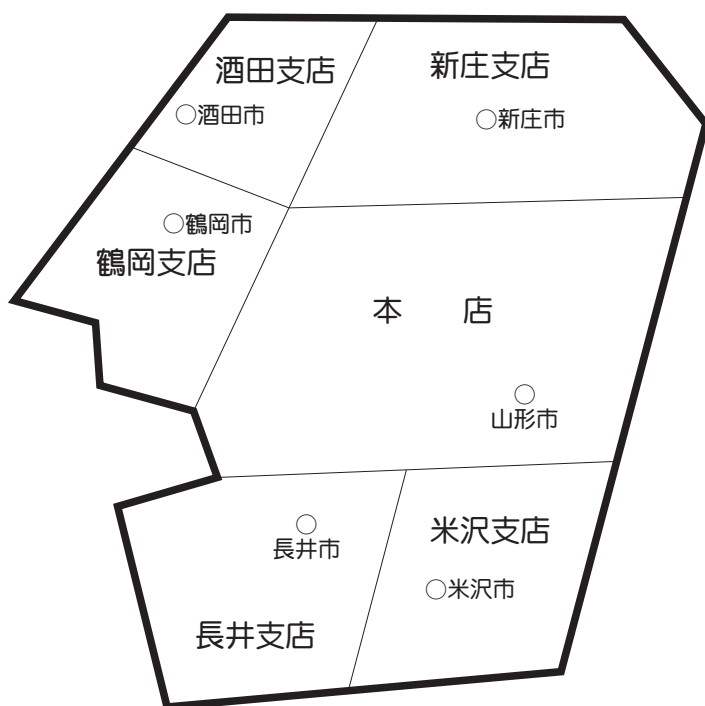 酒田支店
○酒田市
新庄支店
○新庄市
○鶴岡市
鶴岡支店
本　店
○
山形市
○
長井市
長井支店
米沢支店
○米沢市